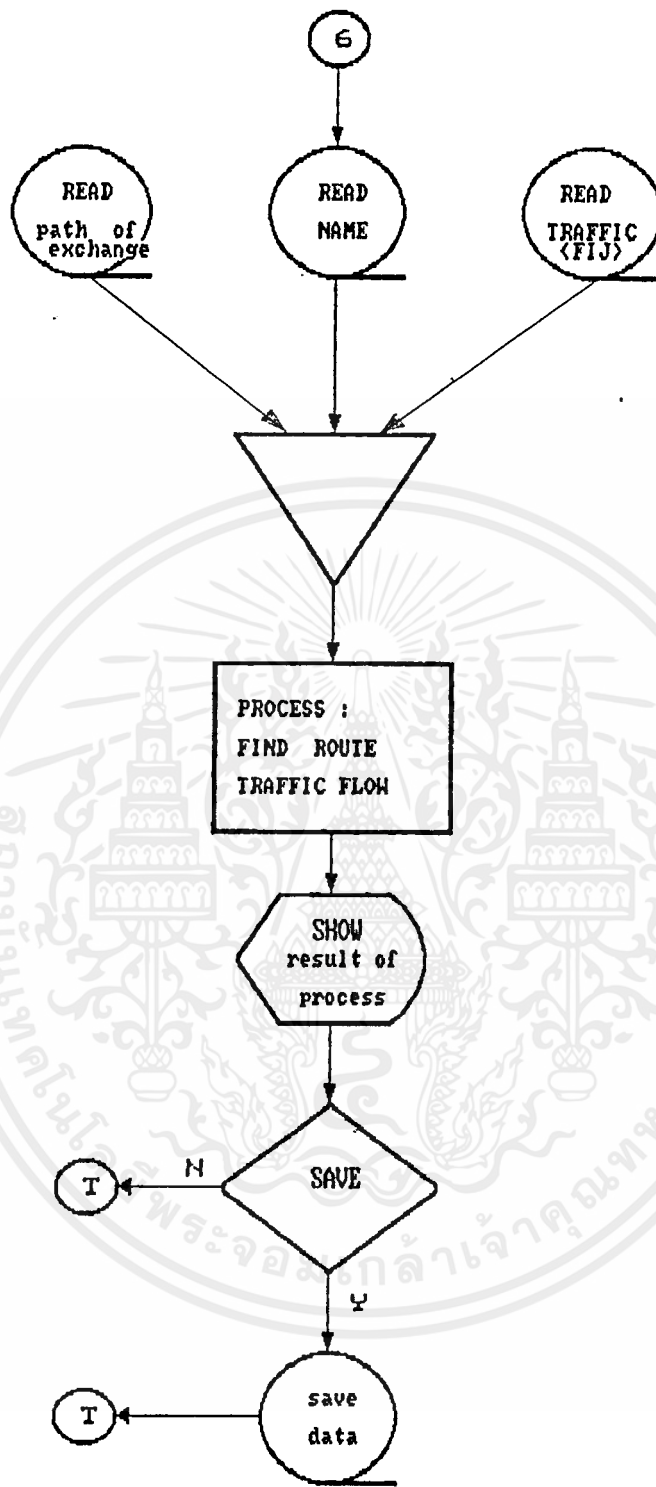 6
READ
path of
exchange
READ
NAME
READ
TRAFFIC
<FIJ>
PROCESS :
FIND ROUTE
TRAFFIC FLOW
SHOW
result of
process
SAVE
N
T
Y
save
data
T